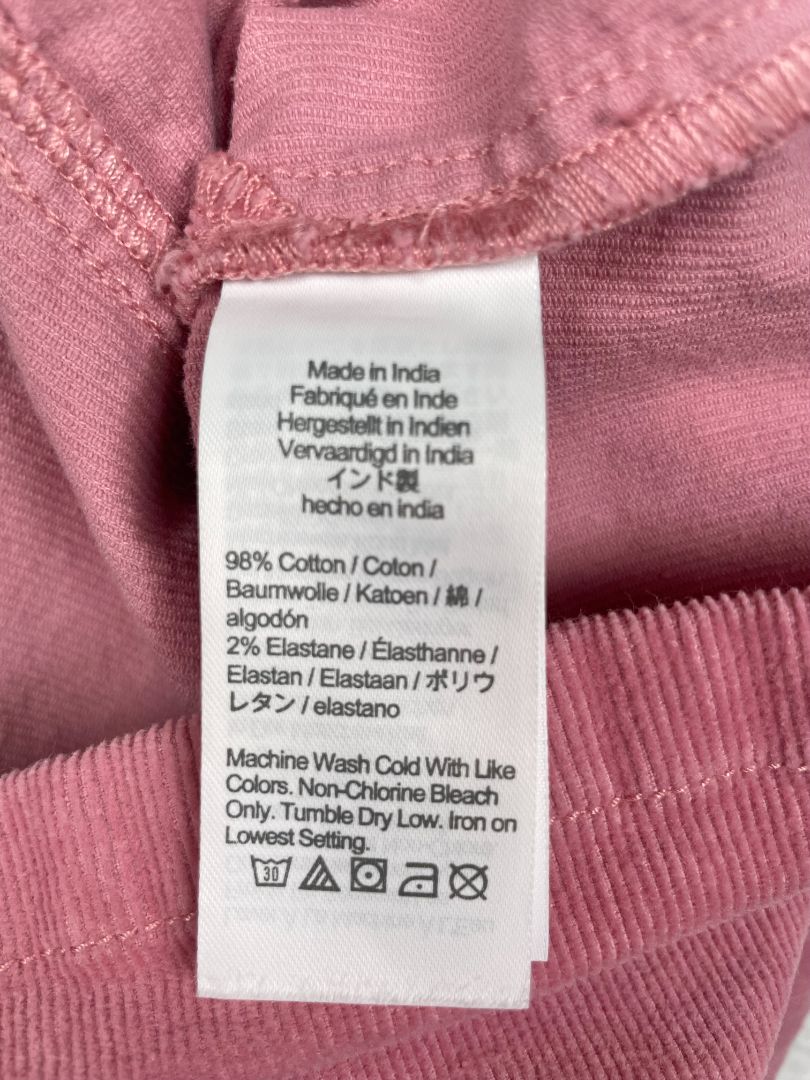 Made in India
Fabriqué en Inde
Hergestellt in Indien
Vervaardigd in India
インド製
hecho en india
98% Cotton / Coton /
Baumwolle / Katoen / 綿 /
algodón
2% Elastane / Élasthanne /
Elastan / Elastaan / ポリウ
レタン / elastano
Machine Wash Cold With Like
Colors. Non-Chlorine Bleach
Only. Tumble Dry Low. Iron on
Lowest Setting.
30